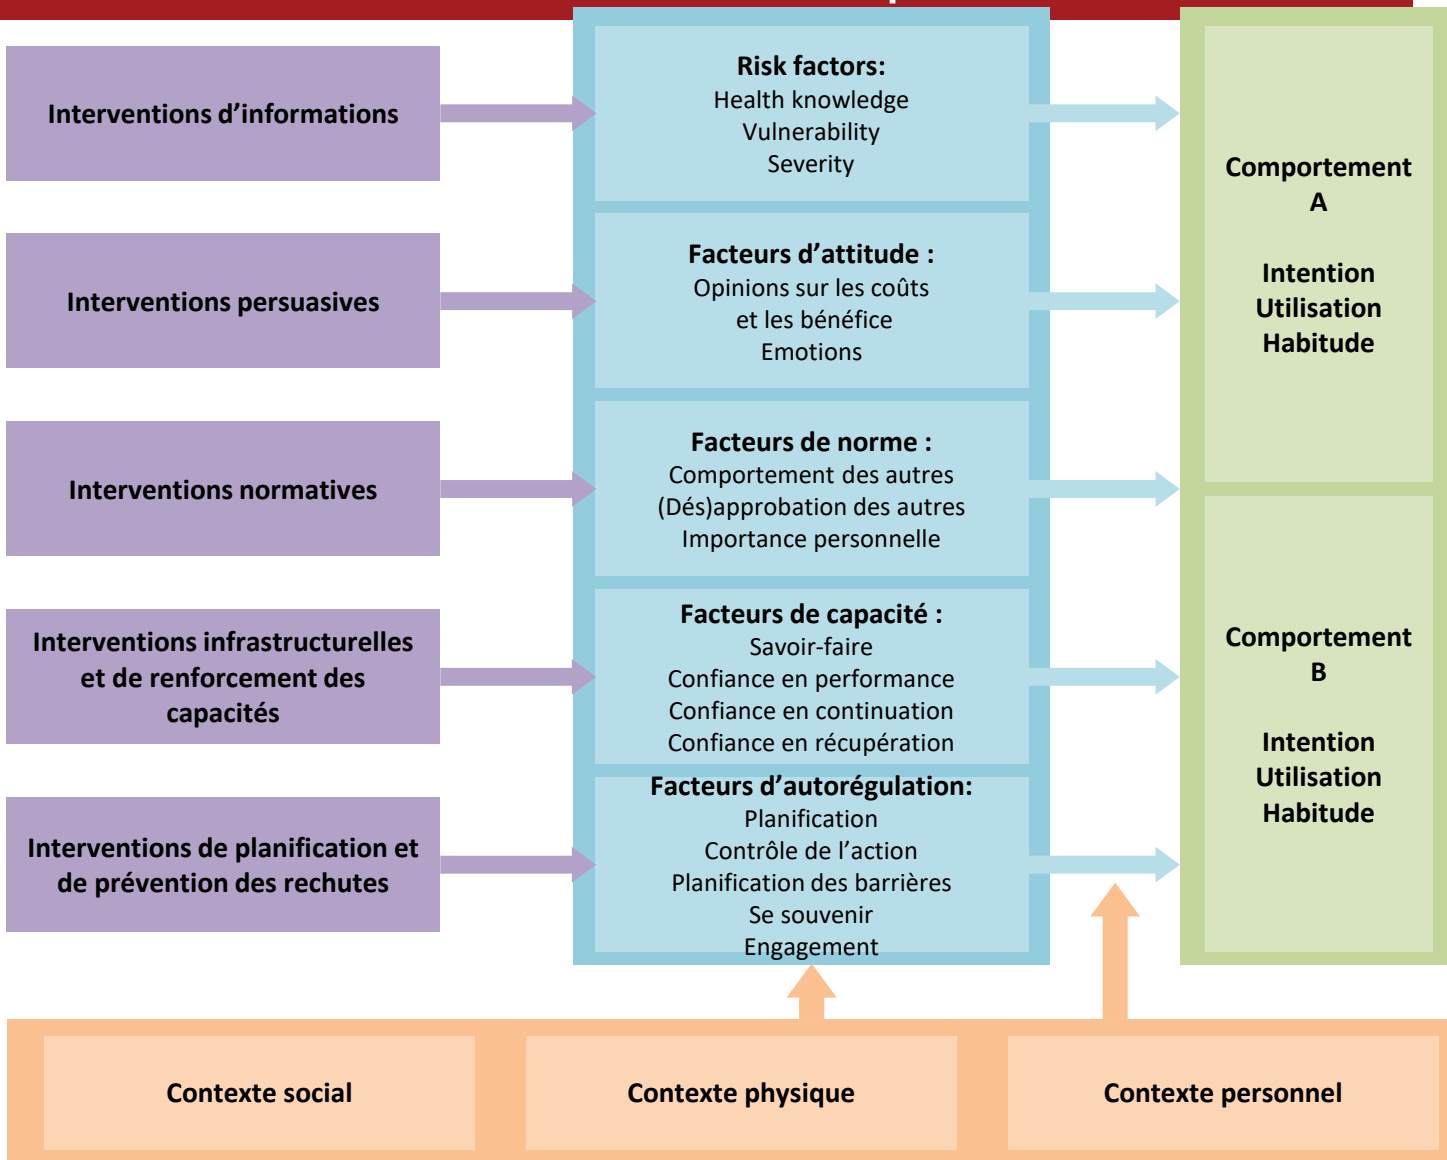 Interventions d’informations
Risk factors:
Health knowledge
Vulnerability
Severity
Interventions persuasives
Facteurs d’attitude :
Opinions sur les coûts
et les bénéfice
Emotions
Interventions normatives
Facteurs de norme :
Comportement des autres
(Dés)approbation des autres
Importance personnelle
Interventions infrastructurelles
et de renforcement des
capacités
Facteurs de capacité :
Savoir-faire
Confiance en performance
Confiance en continuation
Confiance en récupération
Interventions de planification et
de prévention des rechutes
Facteurs d’autorégulation:
Planification
Contrôle de l’action
Planification des barrières
Se souvenir
Engagement
Comportement
A
Intention
Utilisation
Habitude
Comportement
B
Intention
Utilisation
Habitude
Contexte social
Contexte physique
Contexte personnel